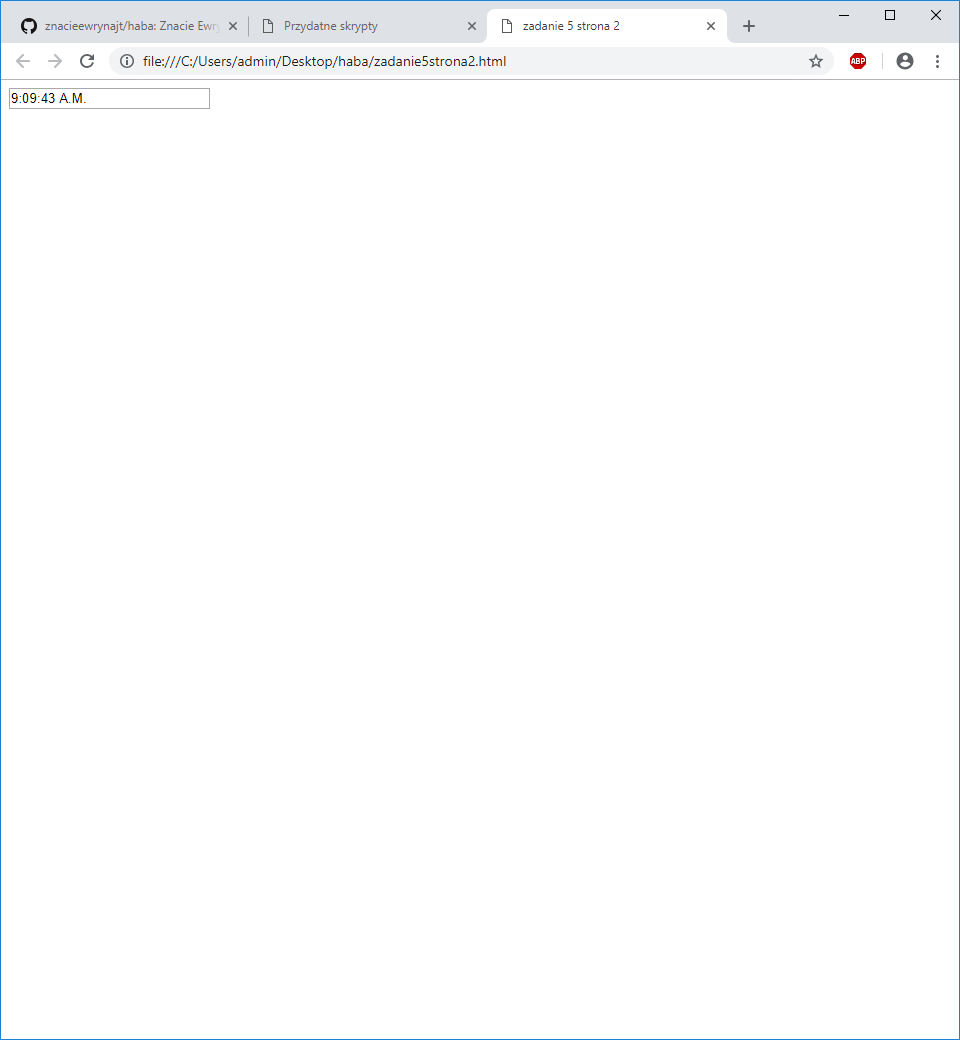 znacieewrynajt/haba: Znacie Ewry
Przydatne skrypty
zadanie 5 strona 2
file:///C:/Users/admin/Desktop/haba/zadanie5strona2.html
ABP
9:09:43 A.M.